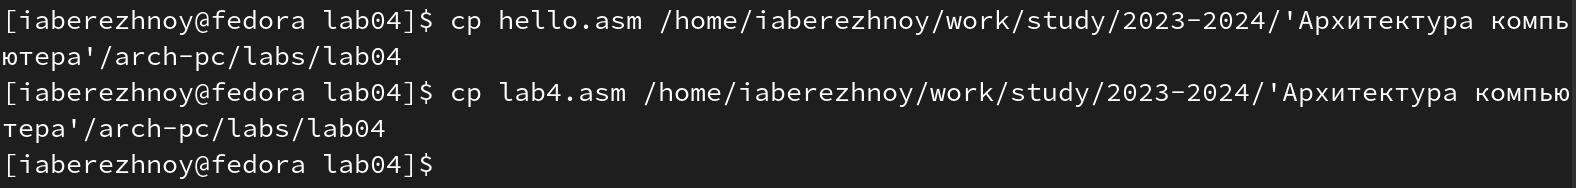 [iaberezhnoy@fedora lab04]$ cp hello.asm /home/iaberezhnoy/work/study/2023-2024/'Архитектура компь
ютера'/arch-pc/labs/lab04
[iaberezhnoy@fedora lab04]$ cp lab4.asm /home/iaberezhnoy/work/study/2023-2024/'Архитектура компью
тера'/arch-pc/labs/lab04
[iaberezhnoy@fedora lab04]$